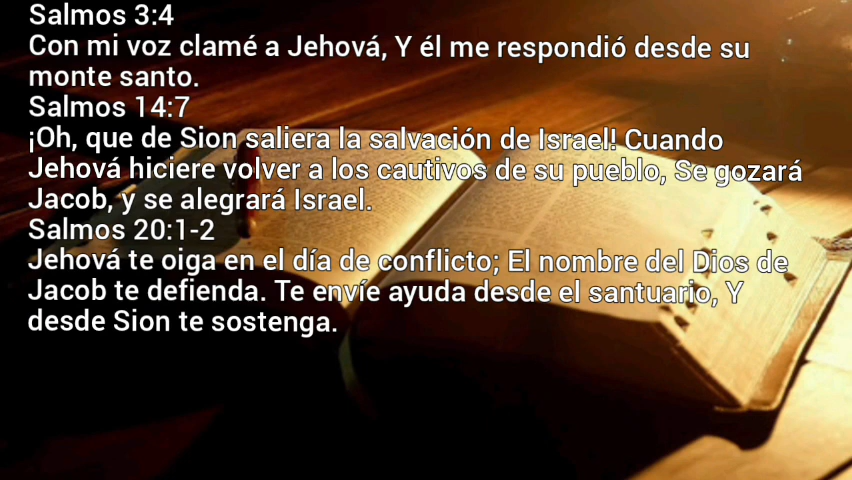 Salmos 3:4
Con mi voz clamé a Jehová, Y él me respondió desde su
monte santo.
Salmos 14:7
¡Oh, que de Sion saliera la salvación de Israel! Cuando
Jehová hiciere volver a los cautivos de su pueblo, Se gozará
Jacob, y se alegrará Israel.
Salmos 20:1-2
Jehová te oiga en el día de conflicto; El nombre del Dios de
Jacob te defienda. Te envíe ayuda desde el santuario, Y
desde Sion te sostenga.